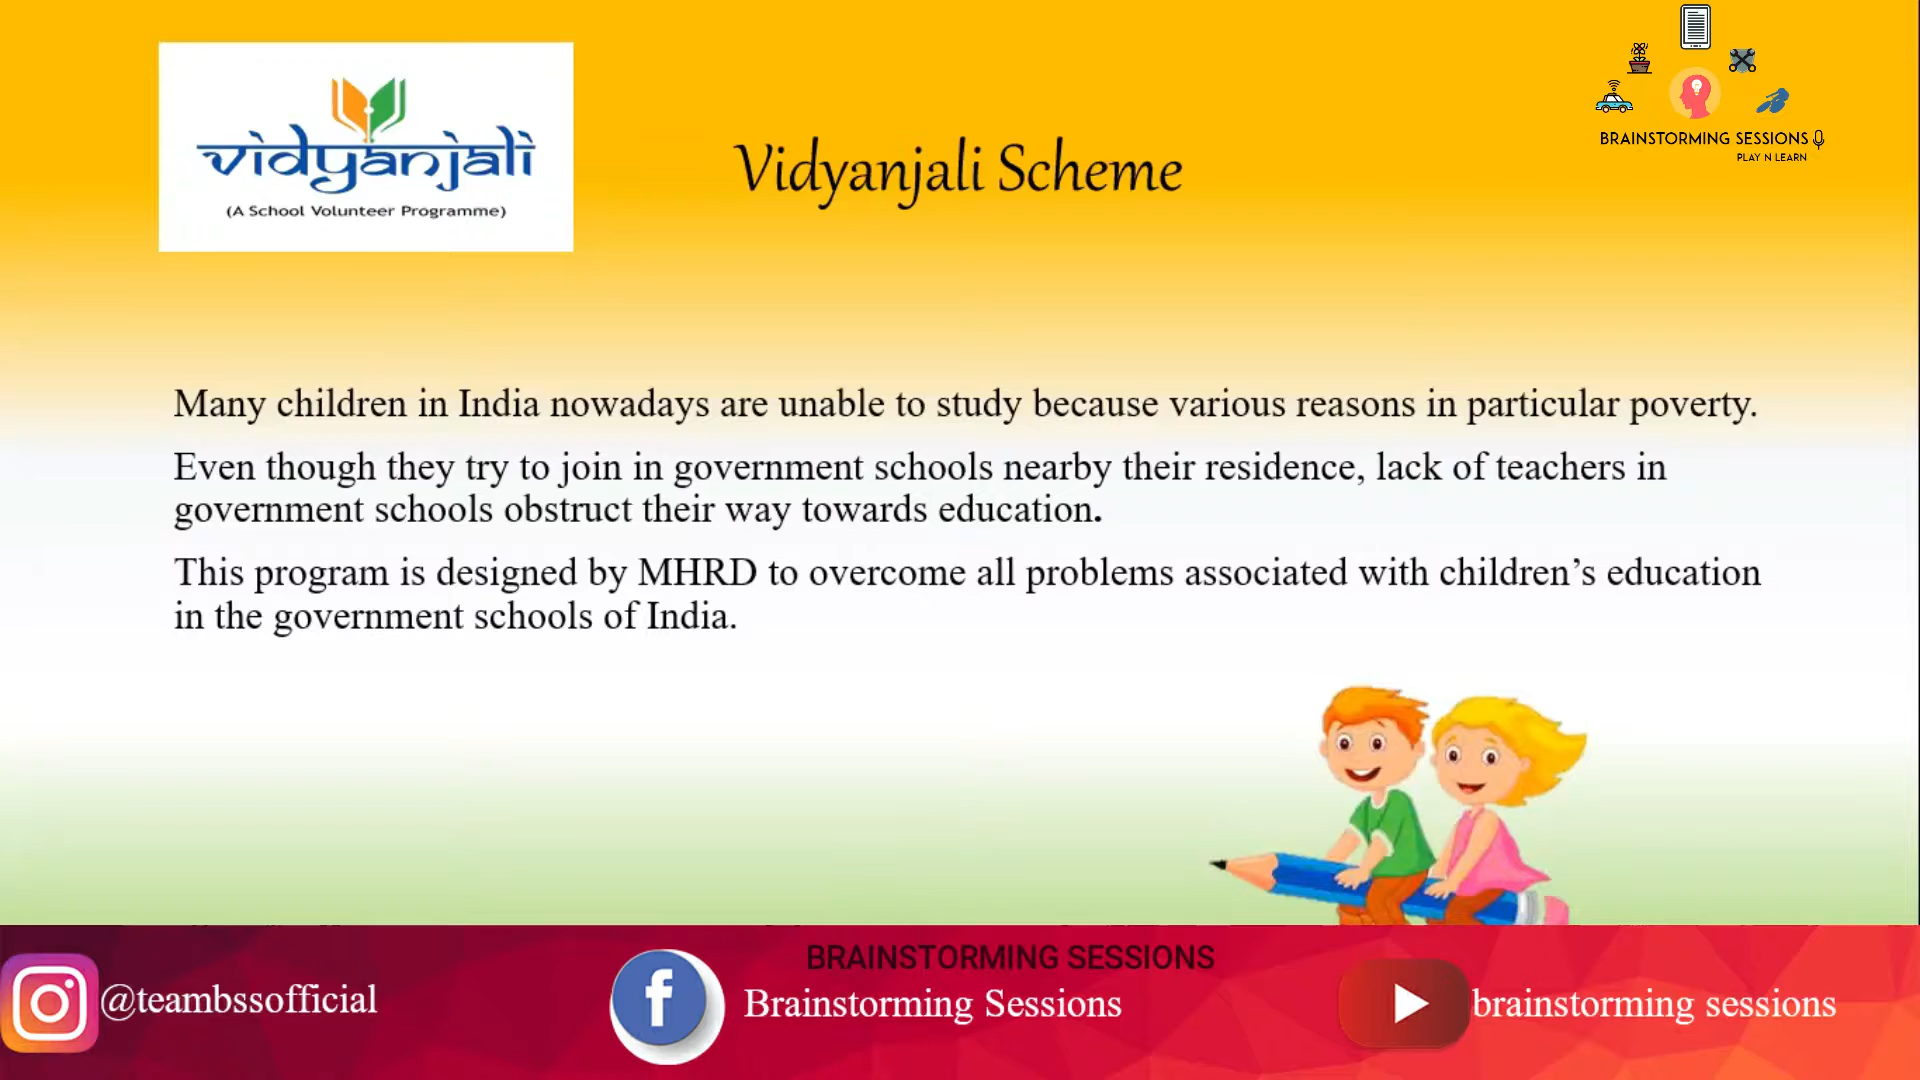 vidyanjali
(A School Volunteer Programme)
Vidyanjali Scheme
BRAINSTORMING SESSIONS
PLAY N LEARN
Many children in India nowadays are unable to study because various reasons in particular poverty.
Even though they try to join in government schools nearby their residence, lack of teachers in
government schools obstruct their way towards education.
This program is designed by MHRD to overcome all problems associated with children’s education
in the government schools of India.
BRAINSTORMING SESSIONS
@teambssofficial
Brainstorming Sessions
brainstorming sessions